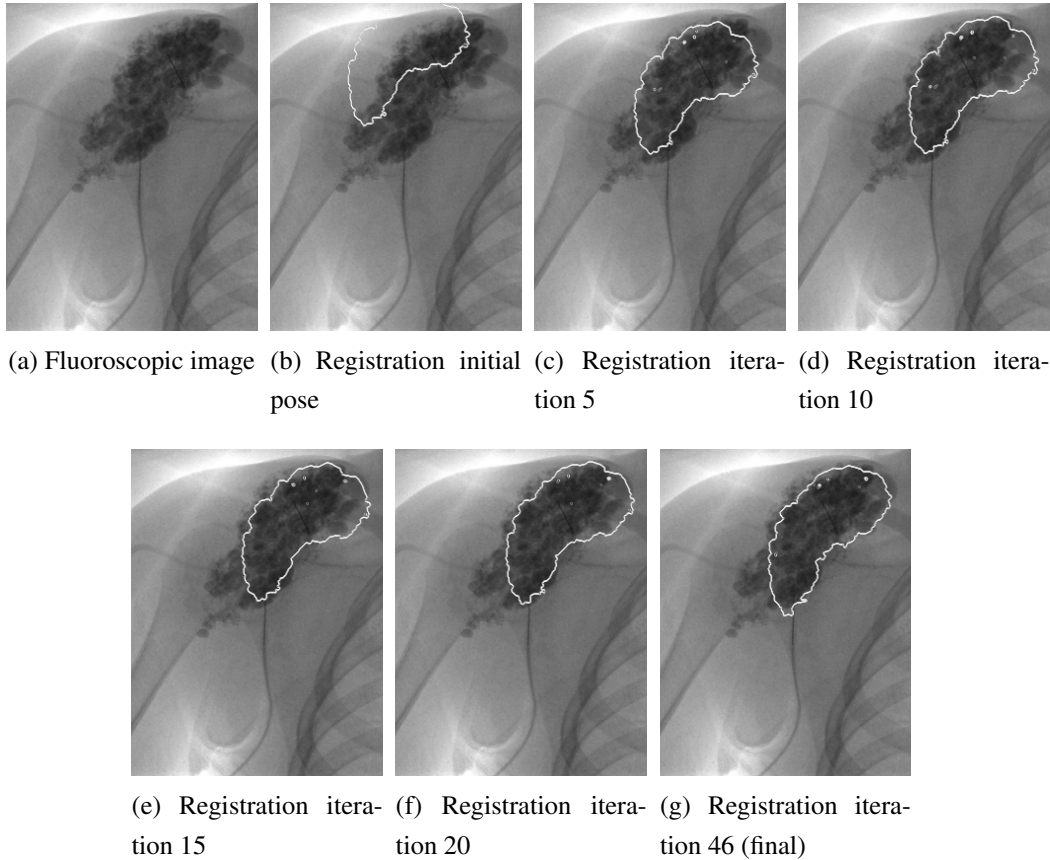 (a) Fluoroscopic image
(b) Registration initial
pose
(c) Registration itera-
tion 5
(d) Registration itera-
tion 10
(e) Registration itera-
tion 15
(f) Registration itera-
tion 20
(g) Registration itera-
tion 46 (final)